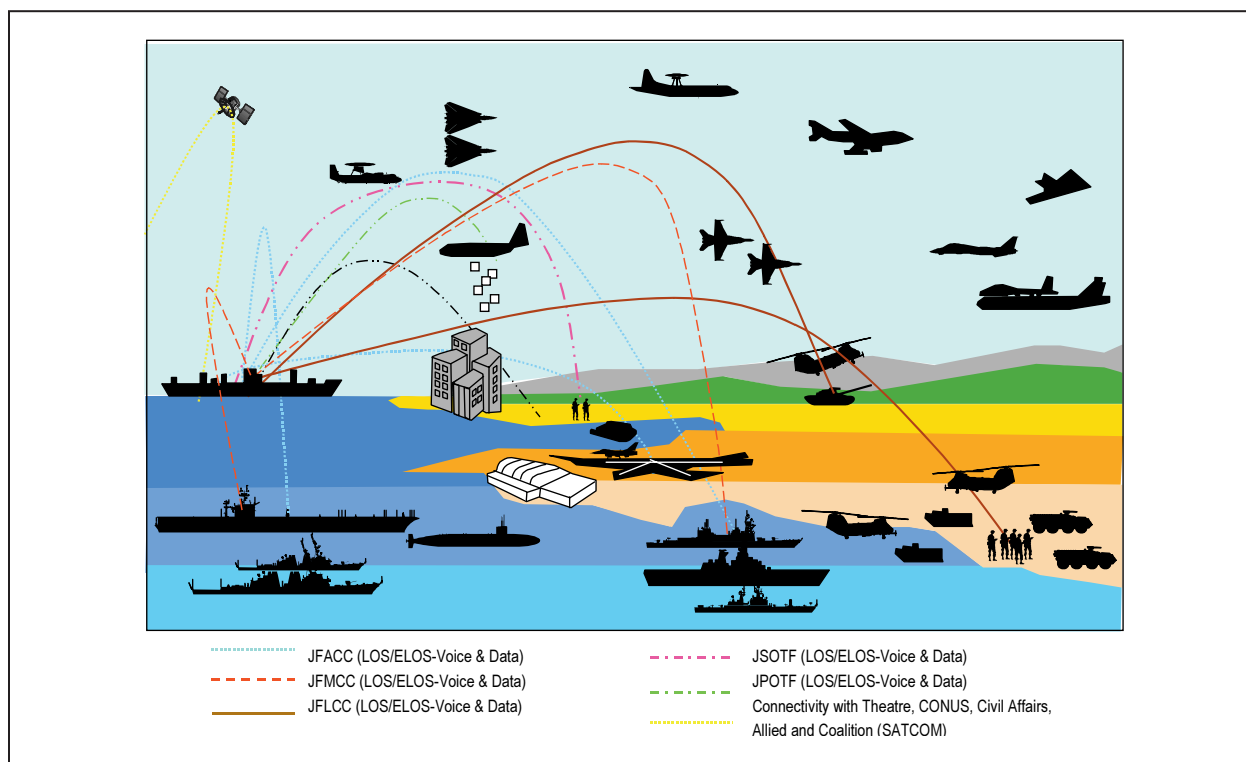 JFACC (LOS/ELOS-Voice & Data)
JFMCC (LOS/ELOS-Voice & Data)
JFLCC (LOS/ELOS-Voice & Data)
JSOTF (LOS/ELOS-Voice & Data)
JPOTF (LOS/ELOS-Voice & Data)
Connectivity with Theatre, CONUS, Civil Affairs,
Allied and Coalition (SATCOM)